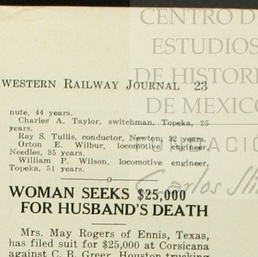 CENTRO D
ESTUDIOS
DE HISTORI
DE MEXICO
WESTERN RAILWAY JOURNAL 23
nute, 44 years.
Charles A. Taylor, switchman, Topeka, 25
years.
Ray S. Tullis, conductor, Newton, 32 years.
Orton E. Wilbur, locomotive engineer,
Needles, 35 years.
William P. Wilson, locomotive engineer,
Topeka, 51 years.
Carlos Sli
WOMAN SEEKS $25,000
FOR HUSBAND'S DEATH
Mrs. May Rogers of Ennis, Texas,
has filed suit for $25,000 at Corsicana
against C. B. Greer, Houston trucking